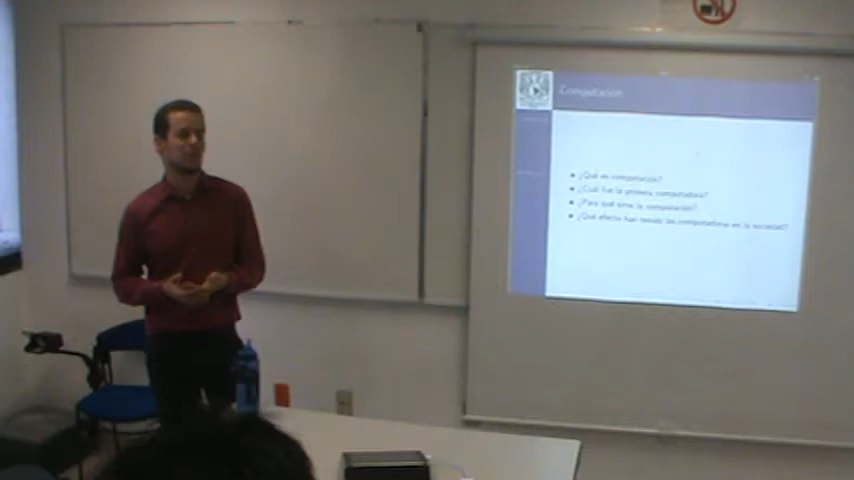 Computación
¿Qué es computación?
¿Cuál fue la primera computadora?
¿Para qué sirve la computación?
¿Qué efecto han tenido las computadoras en la sociedad?